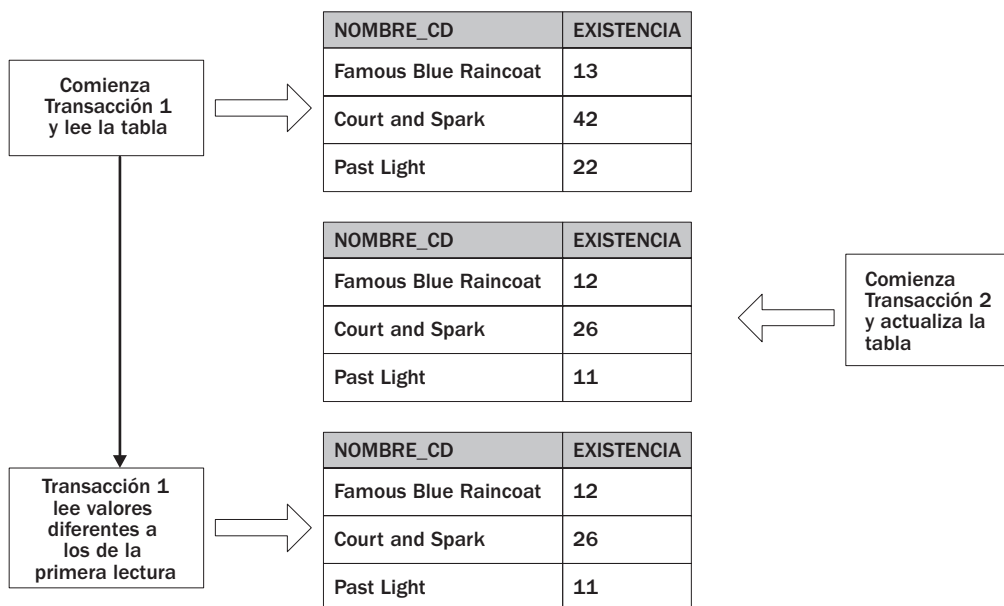 Comienza
Transacción 1
y lee la tabla
NOMBRE_CD EXISTENCIA
Famous Blue Raincoat 13
Court and Spark 42
Past Light 22
NOMBRE_CD EXISTENCIA
Famous Blue Raincoat 12
Court and Spark 26
Past Light 11
Comienza
Transacción 2
y actualiza la
tabla
Transacción 1
lee valores
diferentes a
los de la
primera lectura
NOMBRE_CD EXISTENCIA
Famous Blue Raincoat 12
Court and Spark 26
Past Light 11